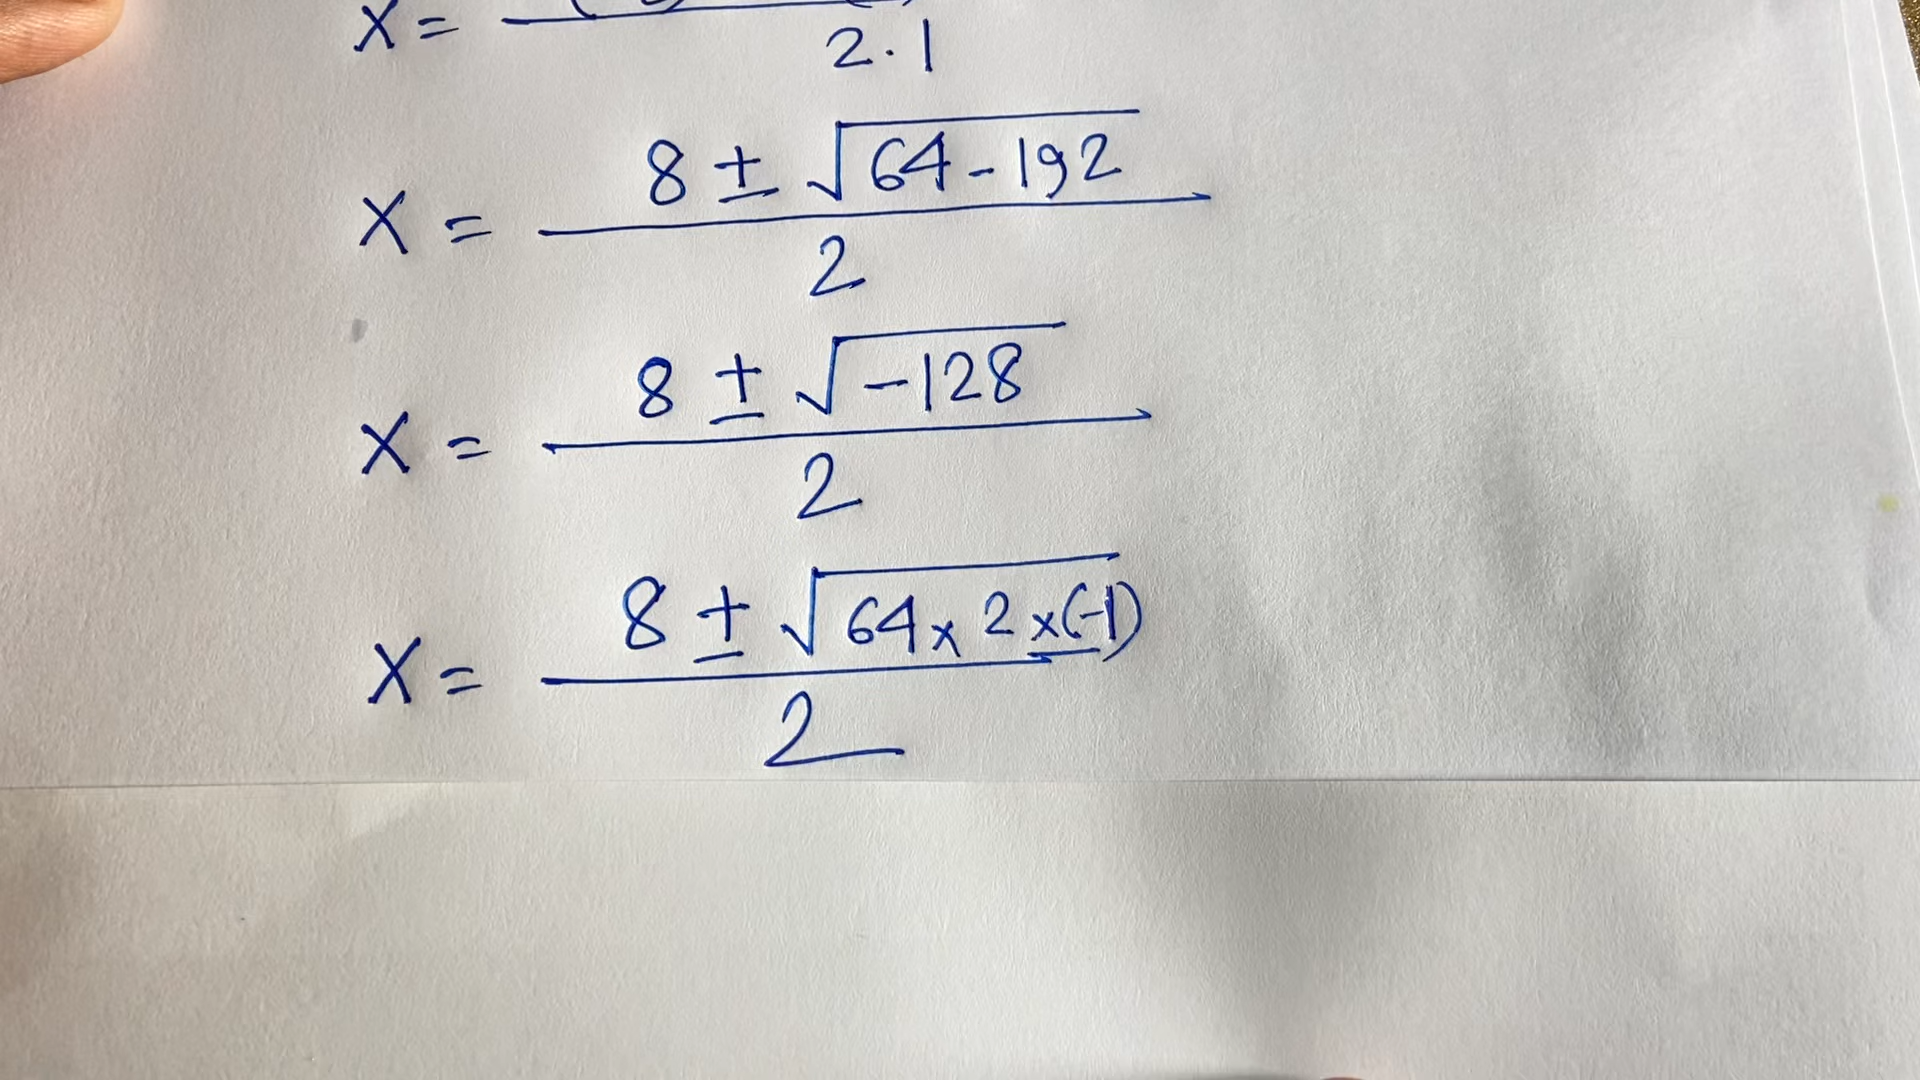 X =
2·1
X = 8 ± √64-192
2
X = 8 ± √-128
2
X = 8 ± √64 x 2 x(-1)
2